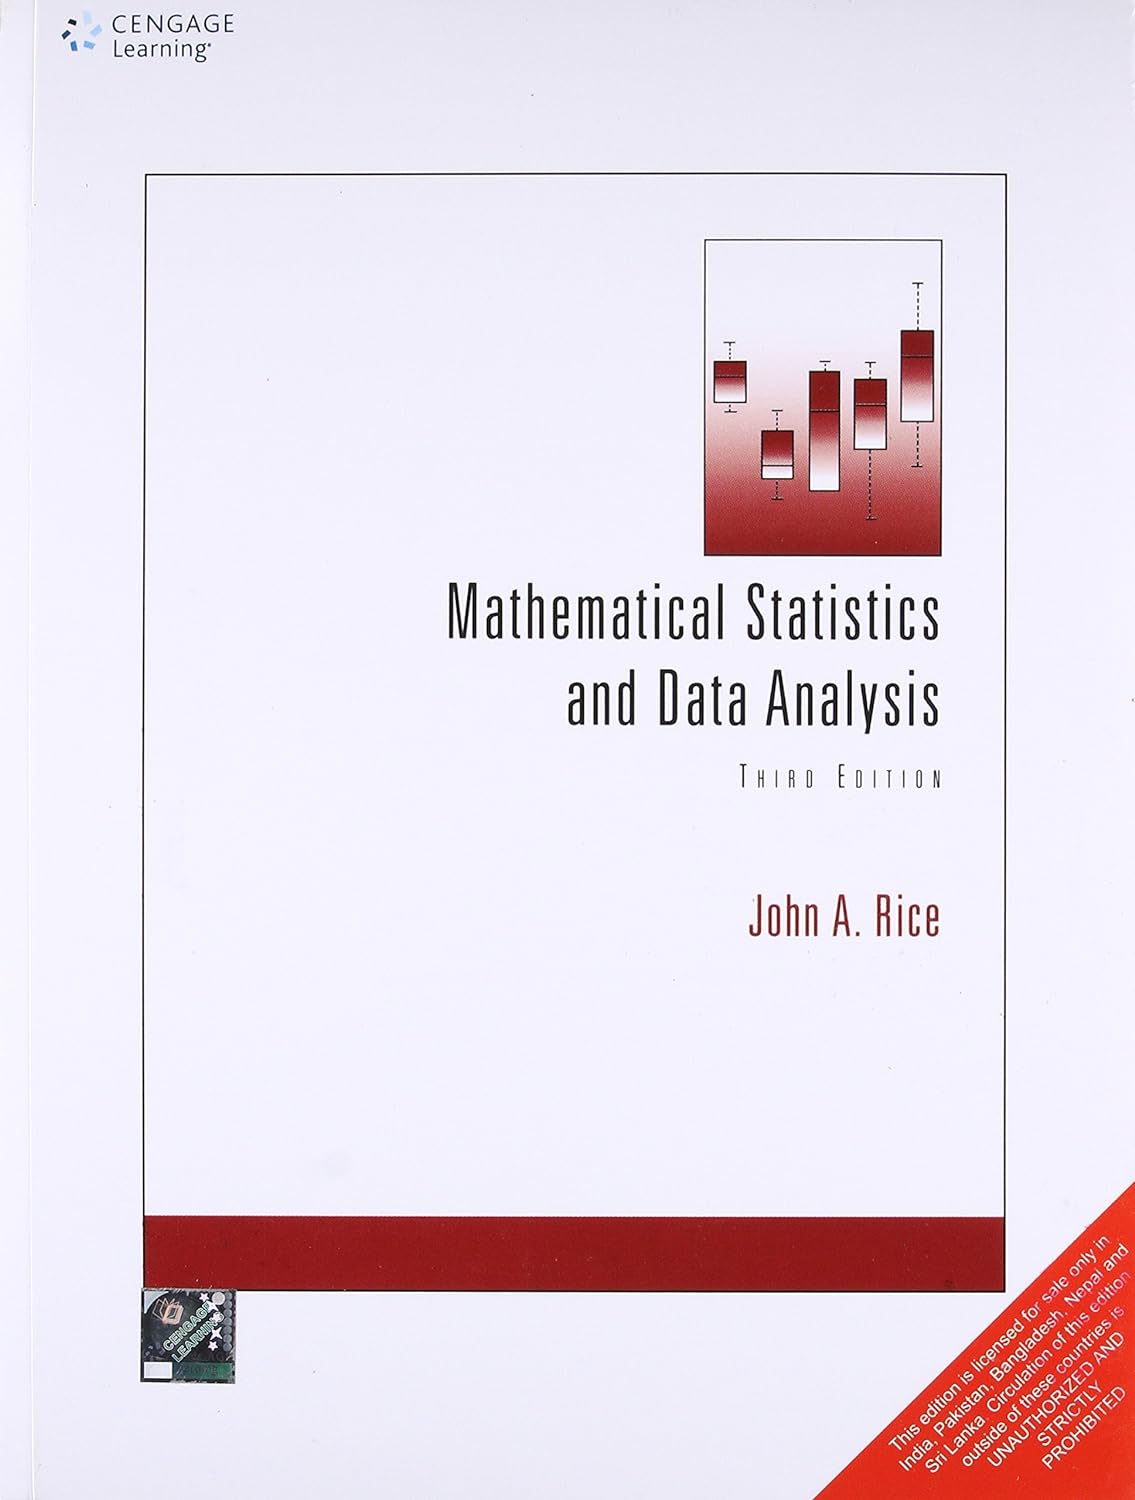 CENGAGE
Learning
Mathematical Statistics
and Data Analysis
THIRD EDITION
John A. Rice
CENGAGE
LEARNING
This edition is licensed for sale only in
India, Pakistan, Bangladesh, Nepal and
Sri Lanka. Circulation of this edition
outside of these countries is
UNAUTHORIZED AND
STRICTLY
PROHIBITED